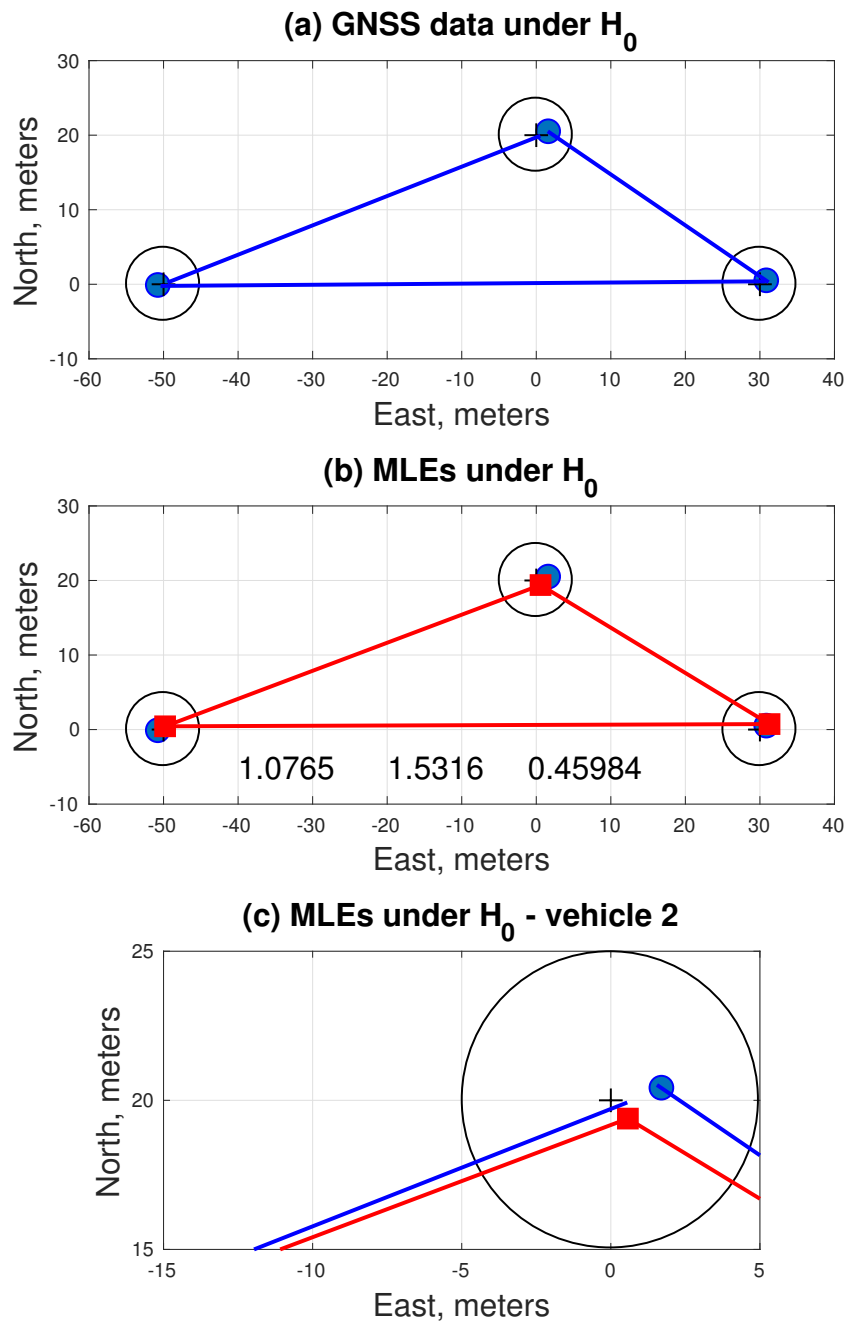 (a) GNSS data under H0
30
20
10
0
-10
North, meters
-60 -50 -40 -30 -20 -10 0 10 20 30 40
East, meters
(b) MLEs under H0
30
20
10
0
-10
North, meters
1.0765 1.5316 0.45984
-60 -50 -40 -30 -20 -10 0 10 20 30 40
East, meters
(c) MLEs under H0 - vehicle 2
25
20
15
North, meters
-15 -10 -5 0 5
East, meters